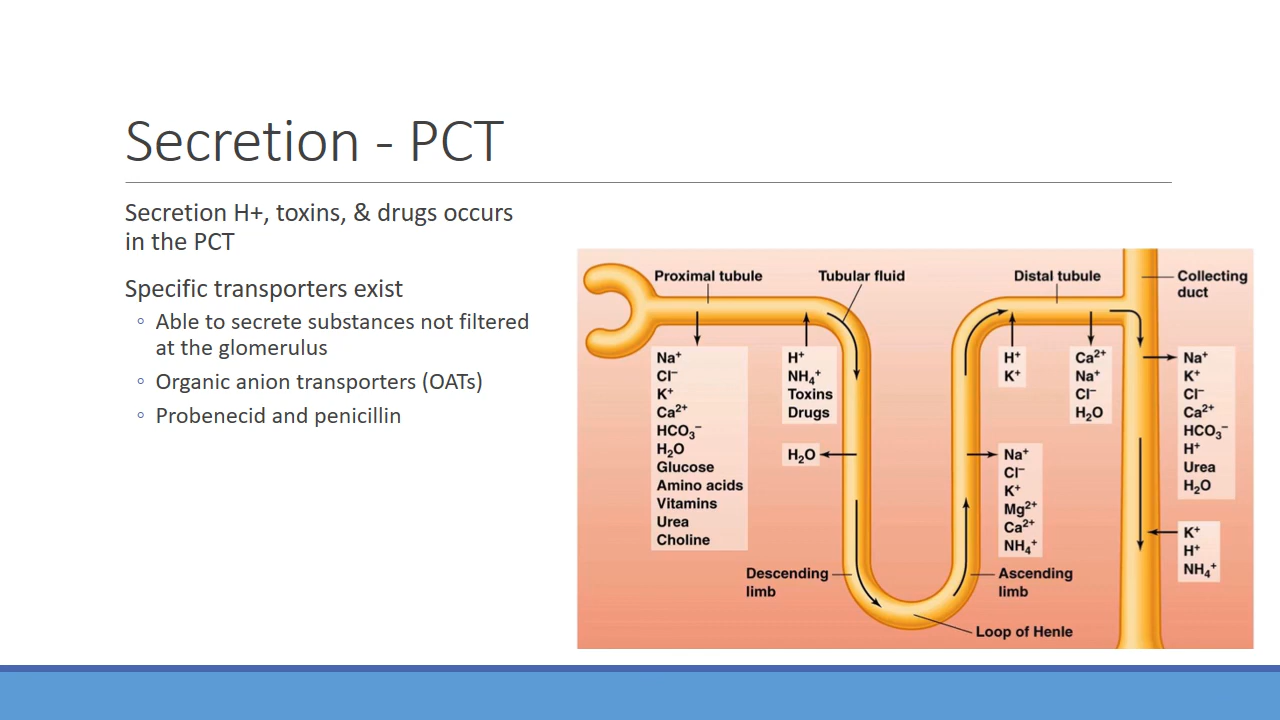 Secretion - PCT
Secretion H+, toxins, & drugs occurs
in the PCT
Specific transporters exist
◦ Able to secrete substances not filtered
at the glomerulus
◦ Organic anion transporters (OATs)
◦ Probenecid and penicillin
Proximal tubule
Tubular fluid
Distal tubule
Collecting
duct
Na⁺
Cl⁻
K⁺
Ca²⁺
HCO₃⁻
H₂O
Glucose
Amino acids
Vitamins
Urea
Choline
H⁺
NH₄⁺
Toxins
Drugs
H₂O
Descending
limb
Loop of Henle
Ascending
limb
Na⁺
Cl⁻
K⁺
Mg²⁺
Ca²⁺
NH₄⁺
H⁺
K⁺
Ca²⁺
Na⁺
Cl⁻
H₂O
Na⁺
K⁺
Cl⁻
Ca²⁺
HCO₃⁻
H⁺
Urea
H₂O
K⁺
H⁺
NH₄⁺